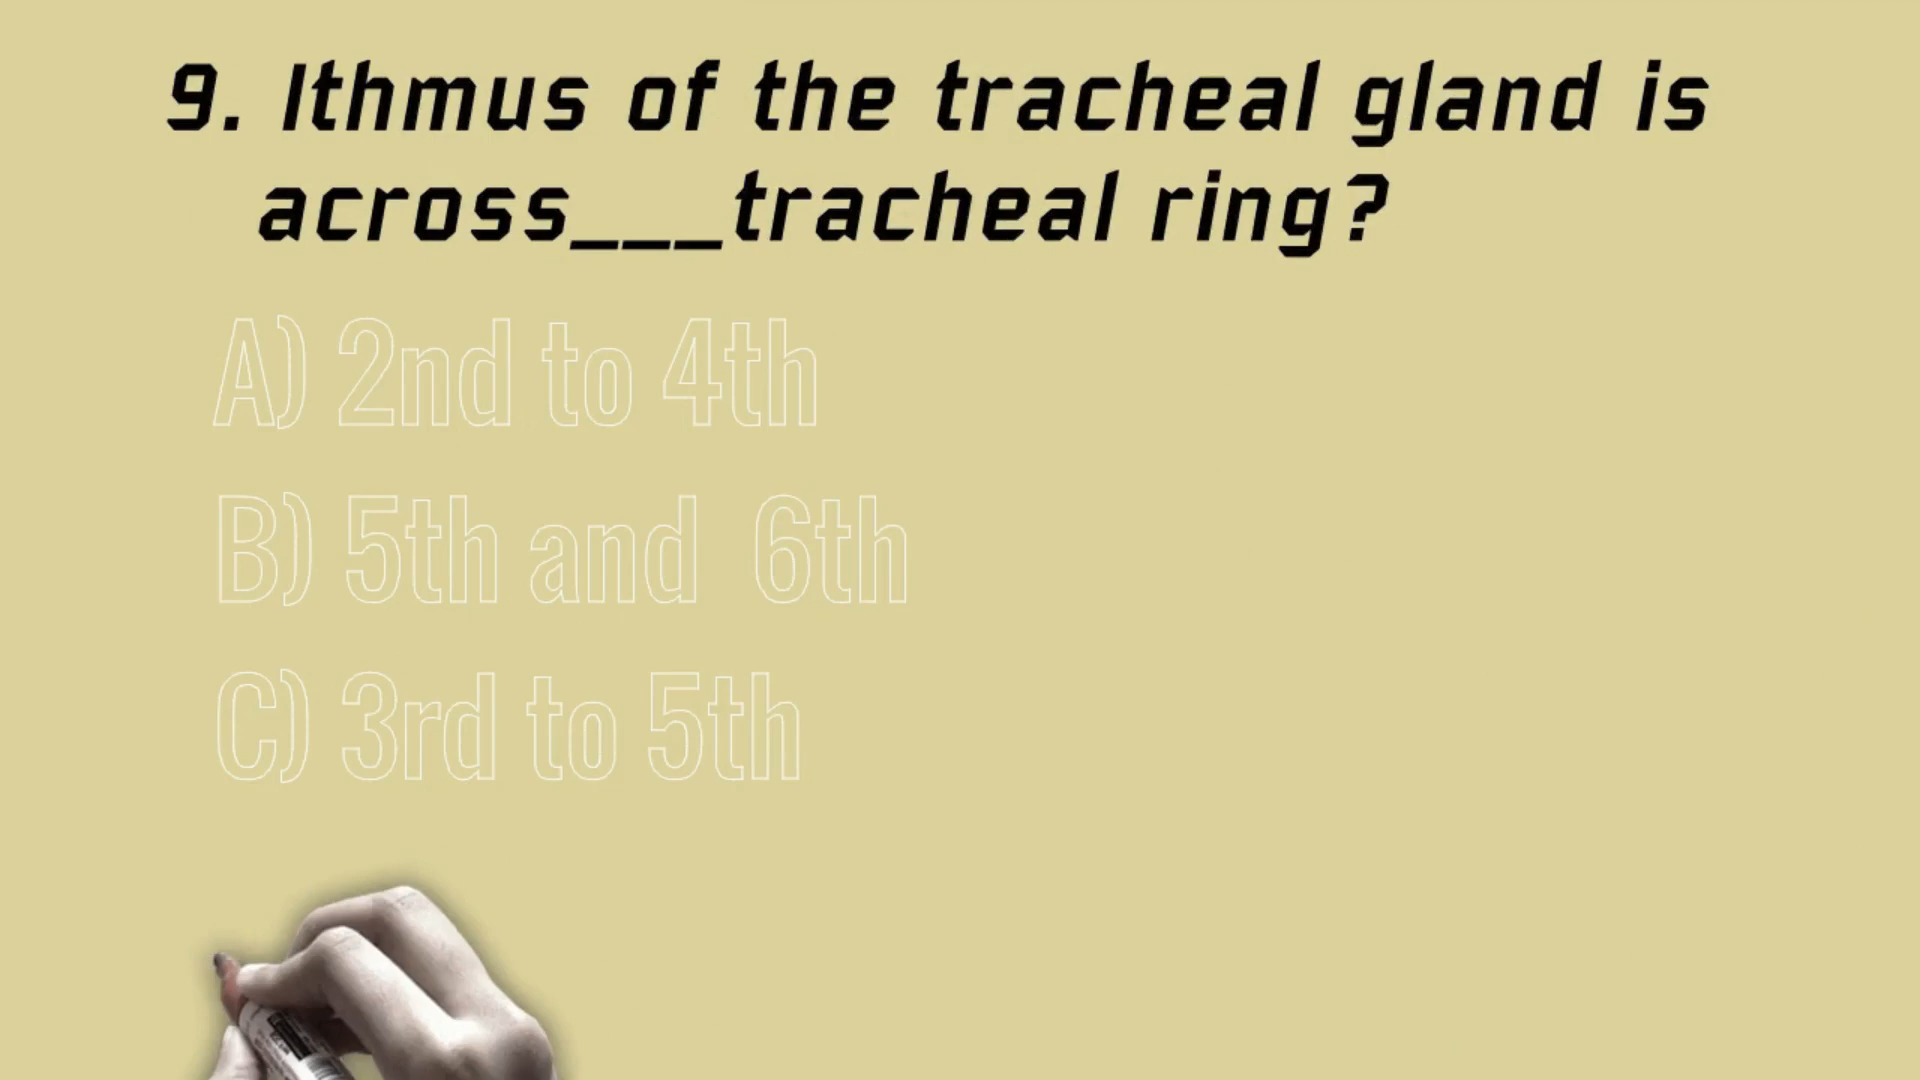 9. Ithmus of the tracheal gland is
across___tracheal ring?
A) 2nd to 4th
B) 5th and 6th
C) 3rd to 5th